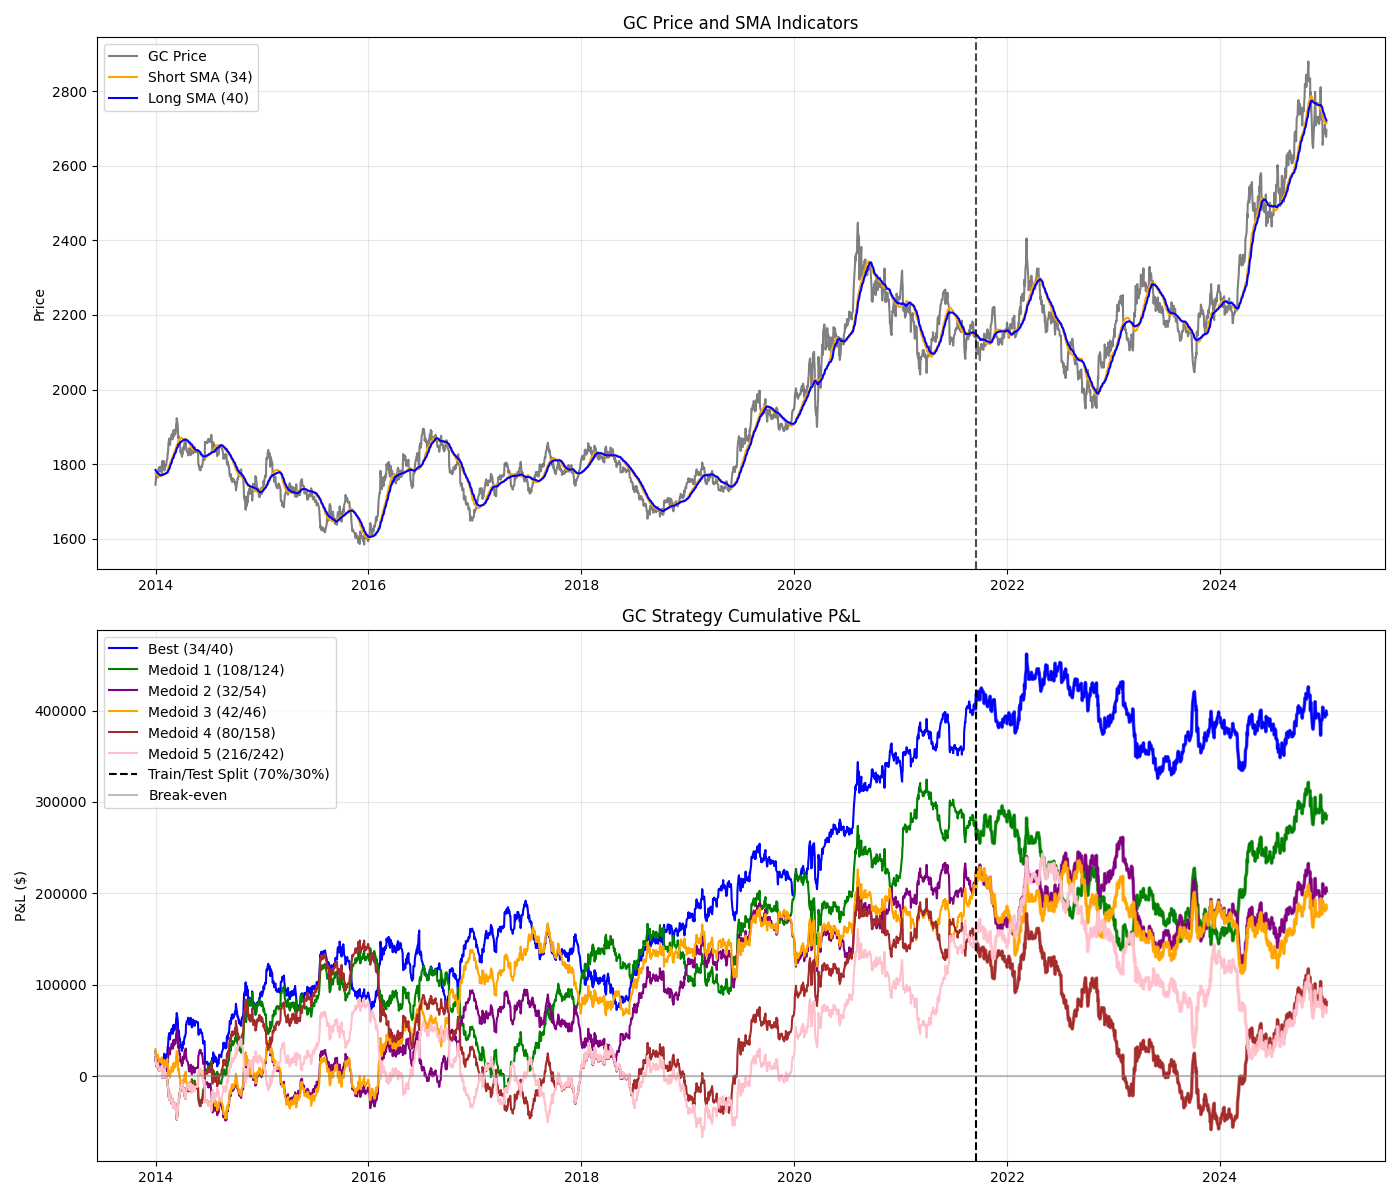 GC Price and SMA Indicators
GC Price
Short SMA (34)
Long SMA (40)
Price
2800
2600
2400
2200
2000
1800
1600
2014
2016
2018
2020
2022
2024
GC Strategy Cumulative P&L
Best (34/40)
Medoid 1 (108/124)
Medoid 2 (32/54)
Medoid 3 (42/46)
Medoid 4 (80/158)
Medoid 5 (216/242)
Train/Test Split (70%/30%)
Break-even
P&L ($)
400000
300000
200000
100000
0
2014
2016
2018
2020
2022
2024